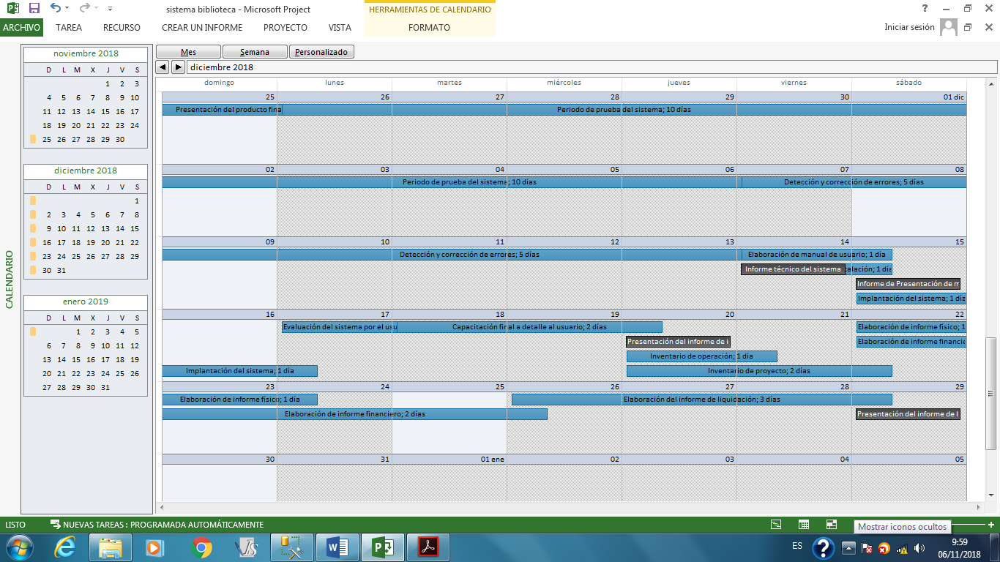 sistema biblioteca - Microsoft Project
HERRAMIENTAS DE CALENDARIO
ARCHIVO TAREA RECURSO CREAR UN INFORME PROYECTO VISTA FORMATO
Iniciar sesión
noviembre 2018
D L M X J V S
1 2 3
4 5 6 7 8 9 10
11 12 13 14 15 16 17
18 19 20 21 22 23 24
25 26 27 28 29 30
diciembre 2018
D L M X J V S
1
2 3 4 5 6 7 8
9 10 11 12 13 14 15
16 17 18 19 20 21 22
23 24 25 26 27 28 29
30 31
enero 2019
D L M X J V S
1 2 3 4 5
6 7 8 9 10 11 12
13 14 15 16 17 18 19
20 21 22 23 24 25 26
27 28 29 30 31
CALENDARIO
Mes Semana Personalizado
diciembre 2018
domingo lunes martes miércoles jueves viernes sábado
25 26 27 28 29 30 01 dic
Presentación del producto fina Periodo de prueba del sistema; 10 días
02 03 04 05 06 07 08
Periodo de prueba del sistema; 10 días Detección y corrección de errores; 5 días
09 10 11 12 13 14 15
Detección y corrección de errores; 5 días Elaboración de manual de usuario; 1 día
Informe técnico del sistema talación; 1 día
Informe de Presentación de m
Implantación del sistema; 1 día
16 17 18 19 20 21 22
Evaluación del sistema por el usu Capacitación final a detalle al usuario; 2 días Elaboración de informe físico; 1
Presentación del informe de i Elaboración de informe financie
Inventario de operación; 1 día
Implantación del sistema; 1 día Inventario de proyecto; 2 días
23 24 25 26 27 28 29
Elaboración de informe físico; 1 día Elaboración del informe de liquidación; 3 días
Elaboración de informe financiero; 2 días Presentación del informe de l
30 31 01 ene 02 03 04 05
LISTO NUEVAS TAREAS : PROGRAMADA AUTOMÁTICAMENTE
Mostrar iconos ocultos
ES
9:59
06/11/2018